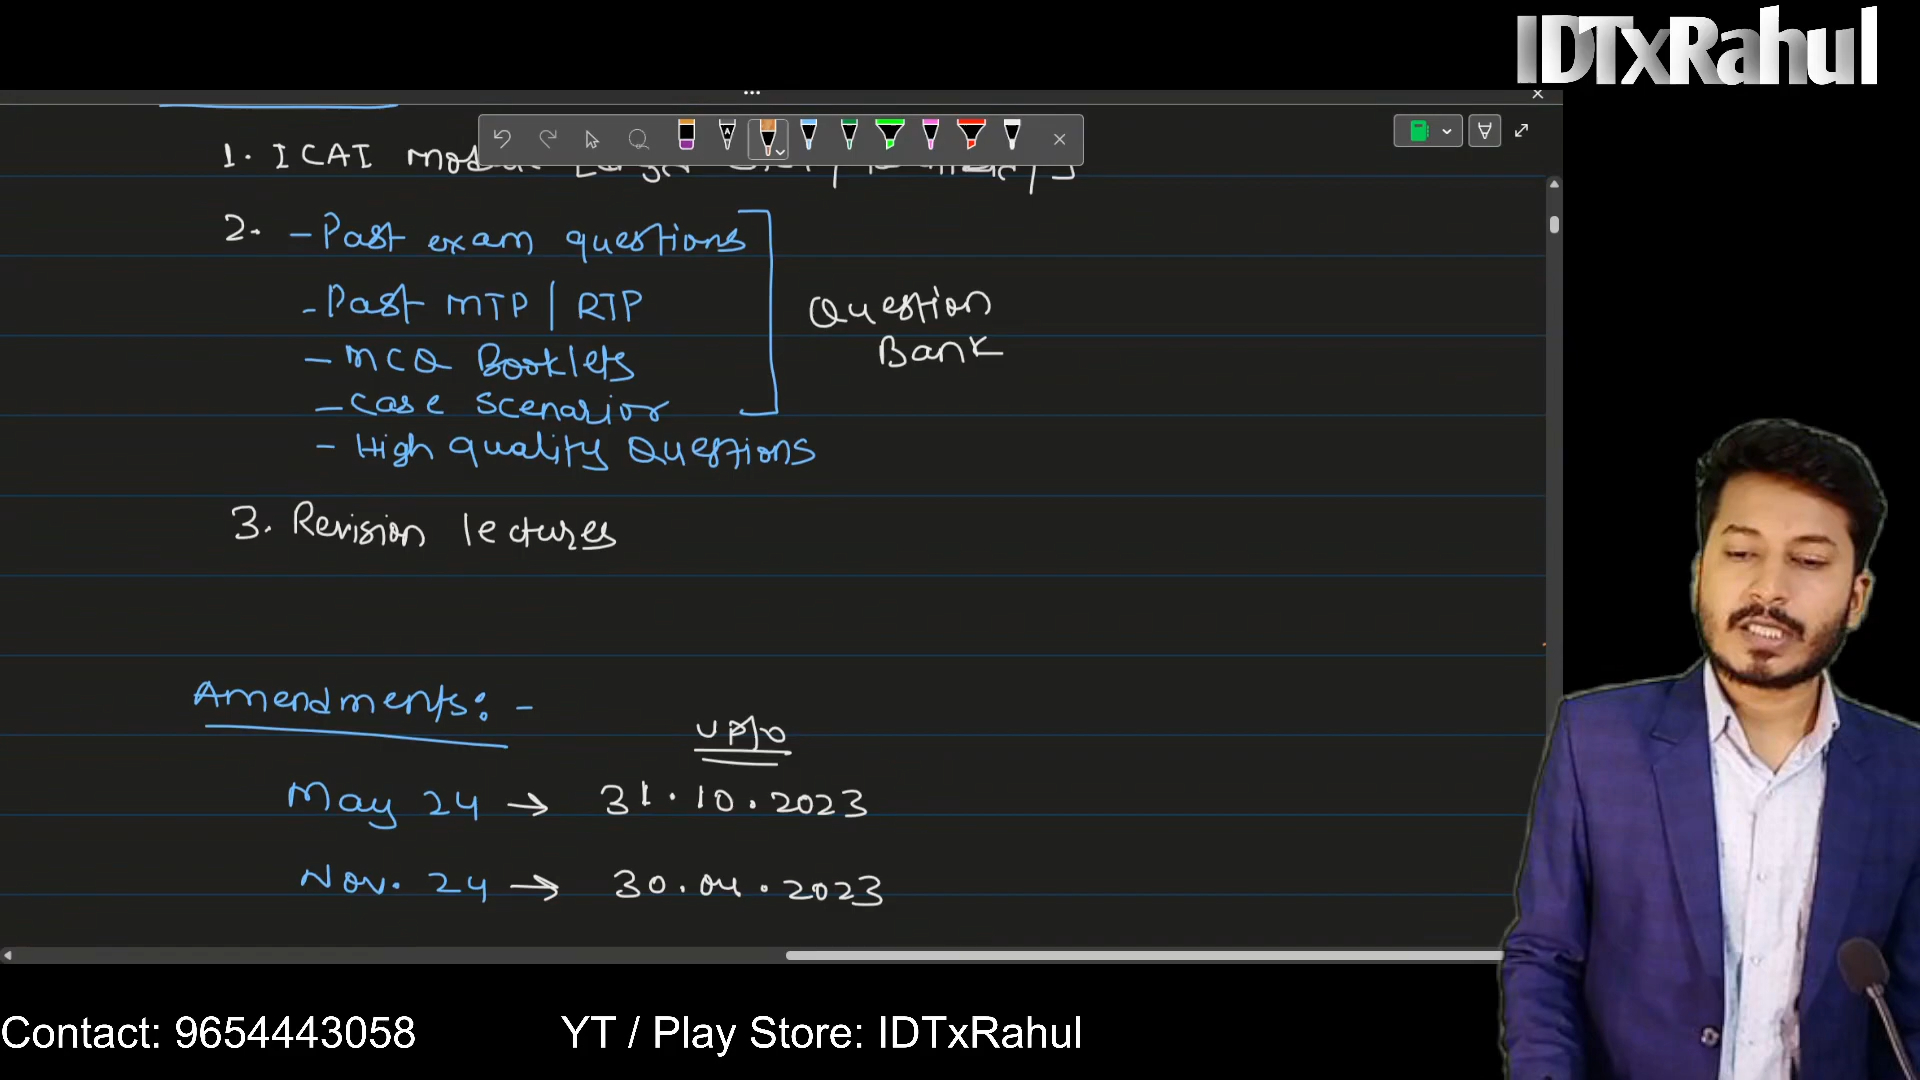 IDTxRahul
1. ICAI
2. - Past exam questions
- Past MTP | RTP
- MCQ Booklets
- Case Scenarior
- High quality Questions
Question
Bank
3. Revision lectures
Amendments: -
upto
May 24 → 31.10.2023
Nov. 24 → 30.04.2023
Contact: 9654443058 YT / Play Store: IDTxRahul